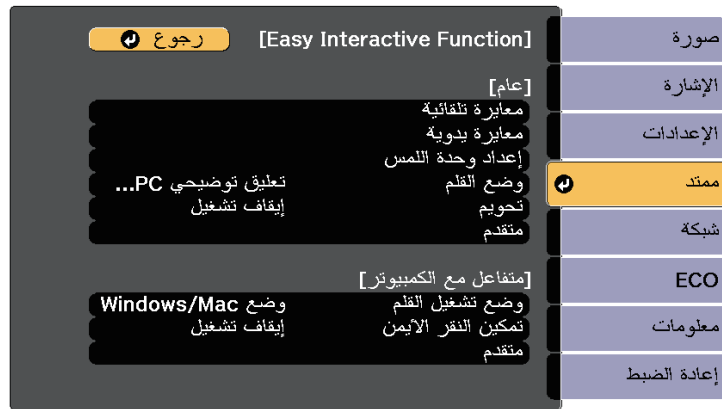 [Easy Interactive Function] رجوع
[عام]
معايرة تلقائية
معايرة يدوية
إعداد وحدة اللمس
وضع القلم تعليق توضيحي PC...
تحويم إيقاف تشغيل
متقدم
[متفاعل مع الكمبيوتر]
وضع تشغيل القلم وضع Windows/Mac
تمكين النقر الأيمن إيقاف تشغيل
متقدم
صورة
الإشارة
الإعدادات
ممتد
شبكة
ECO
معلومات
إعادة الضبط